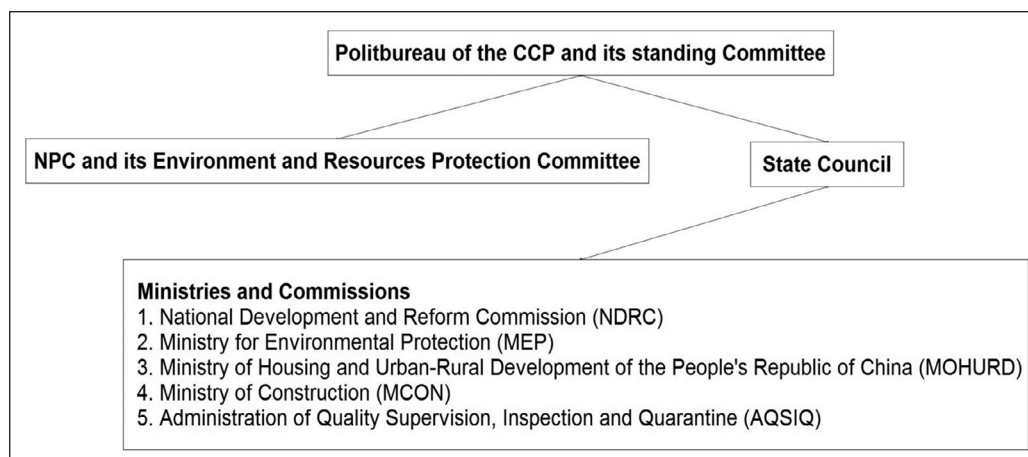 Politbureau of the CCP and its standing Committee
NPC and its Environment and Resources Protection Committee
State Council
Ministries and Commissions
1. National Development and Reform Commission (NDRC)
2. Ministry for Environmental Protection (MEP)
3. Ministry of Housing and Urban-Rural Development of the People's Republic of China (MOHURD)
4. Ministry of Construction (MCON)
5. Administration of Quality Supervision, Inspection and Quarantine (AQSIQ)